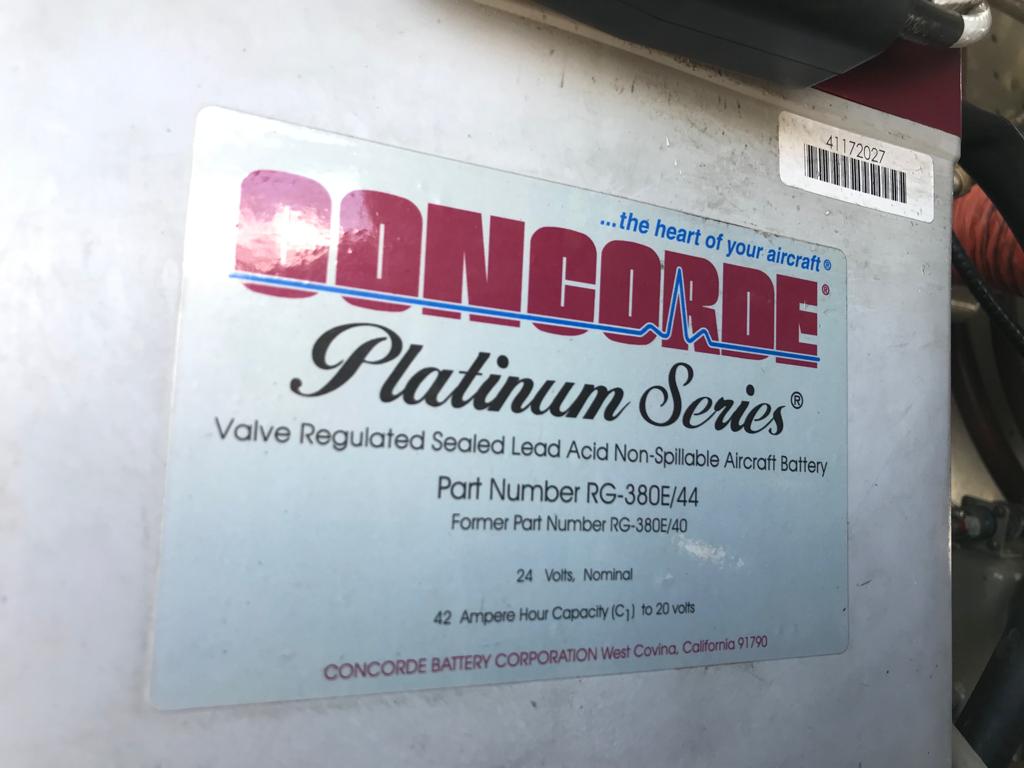 41172027
...the heart of your aircraft®
CONCORDE®
Platinum Series®
Valve Regulated Sealed Lead Acid Non-Spillable Aircraft Battery
Part Number RG-380E/44
Former Part Number RG-380E/40
24 Volts, Nominal
42 Ampere Hour Capacity (C₁) to 20 volts
CONCORDE BATTERY CORPORATION West Covina, California 91790